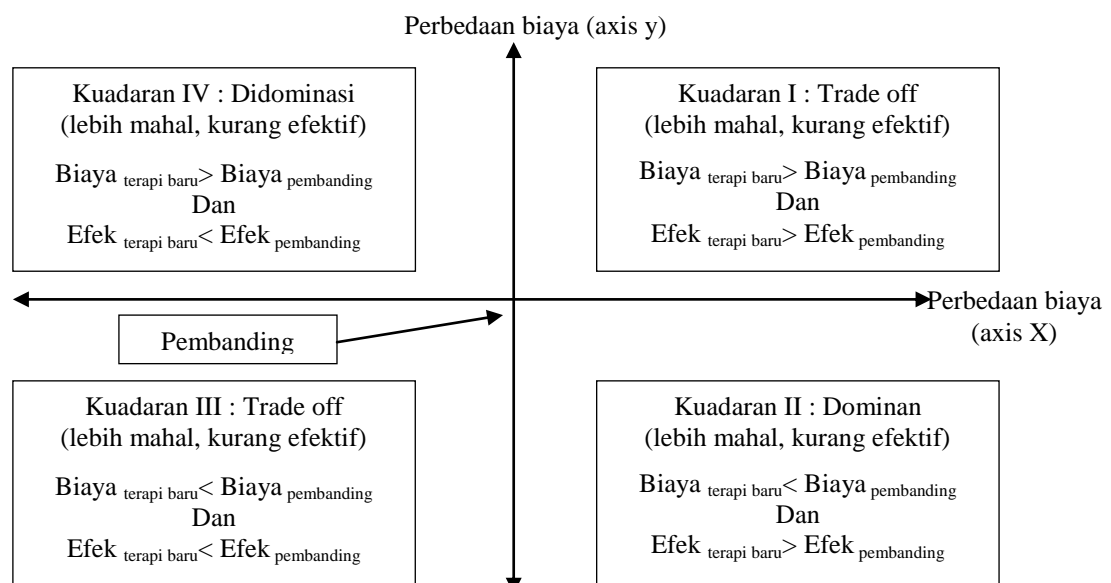 Perbedaan biaya (axis y)
Kuadaran IV : Didominasi
(lebih mahal, kurang efektif)
Biaya terapi baru> Biaya pembanding
Dan
Efek terapi baru< Efek pembanding
Kuadaran I : Trade off
(lebih mahal, kurang efektif)
Biaya terapi baru> Biaya pembanding
Dan
Efek terapi baru> Efek pembanding
Perbedaan biaya
(axis X)
Pembanding
Kuadaran III : Trade off
(lebih mahal, kurang efektif)
Biaya terapi baru< Biaya pembanding
Dan
Efek terapi baru< Efek pembanding
Kuadaran II : Dominan
(lebih mahal, kurang efektif)
Biaya terapi baru< Biaya pembanding
Dan
Efek terapi baru> Efek pembanding